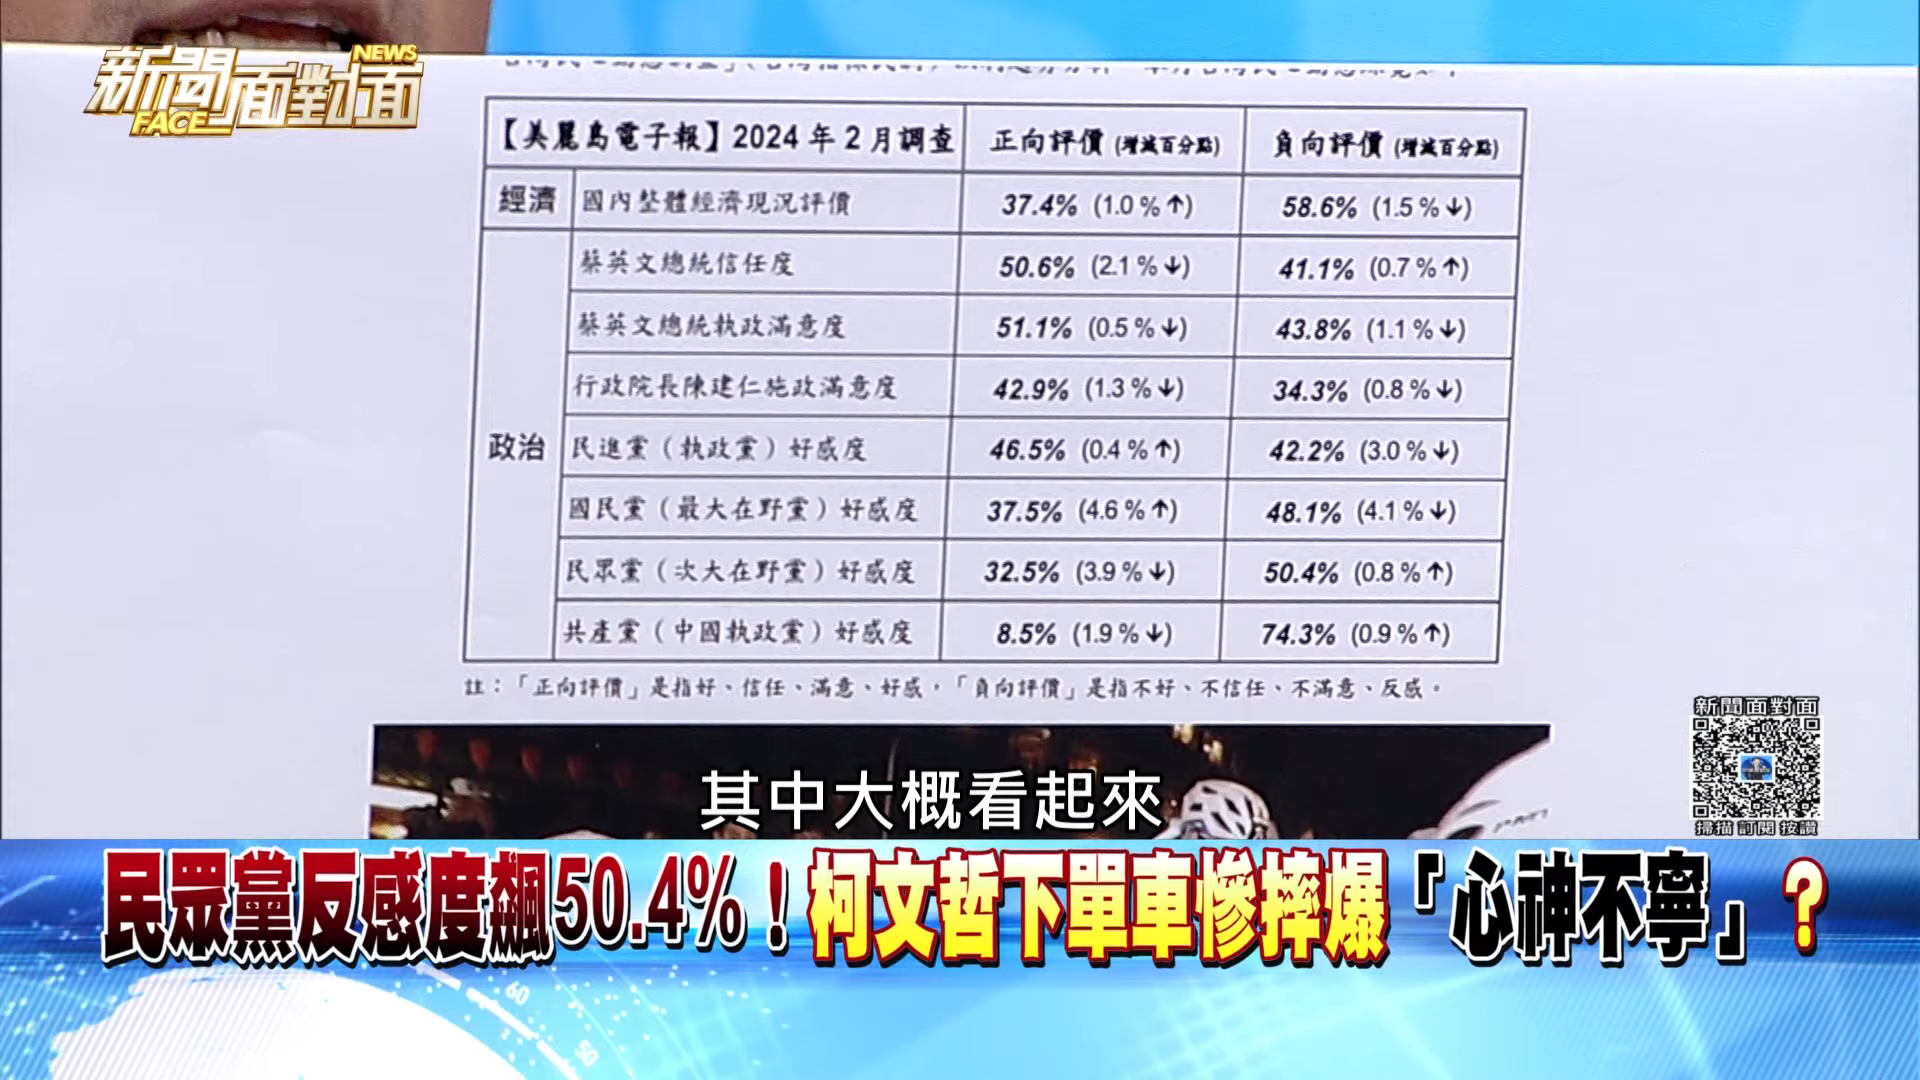 新聞面對面
NEWS
FACE
【美麗島電子報】2024年2月調查 正向評價 (增減百分點) 負向評價 (增減百分點)
經濟 國內整體經濟現況評價 37.4% (1.0%↑) 58.6% (1.5%↓)
政治
蔡英文總統信任度 50.6% (2.1%↓) 41.1% (0.7%↑)
蔡英文總統執政滿意度 51.1% (0.5%↓) 43.8% (1.1%↓)
行政院長陳建仁施政滿意度 42.9% (1.3%↓) 34.3% (0.8%↓)
民進黨（執政黨）好感度 46.5% (0.4%↑) 42.2% (3.0%↓)
國民黨（最大在野黨）好感度 37.5% (4.6%↑) 48.1% (4.1%↓)
民眾黨（次大在野黨）好感度 32.5% (3.9%↓) 50.4% (0.8%↑)
共產黨（中國執政黨）好感度 8.5% (1.9%↓) 74.3% (0.9%↑)
註：「正向評價」是指好、信任、滿意、好感，「負向評價」是指不好、不信任、不滿意、反感。
新聞面對面
掃描 訂閱 按讚
其中大概看起來
民眾黨反感度飆50.4%！柯文哲下單車慘摔爆「心神不寧」？
60
50